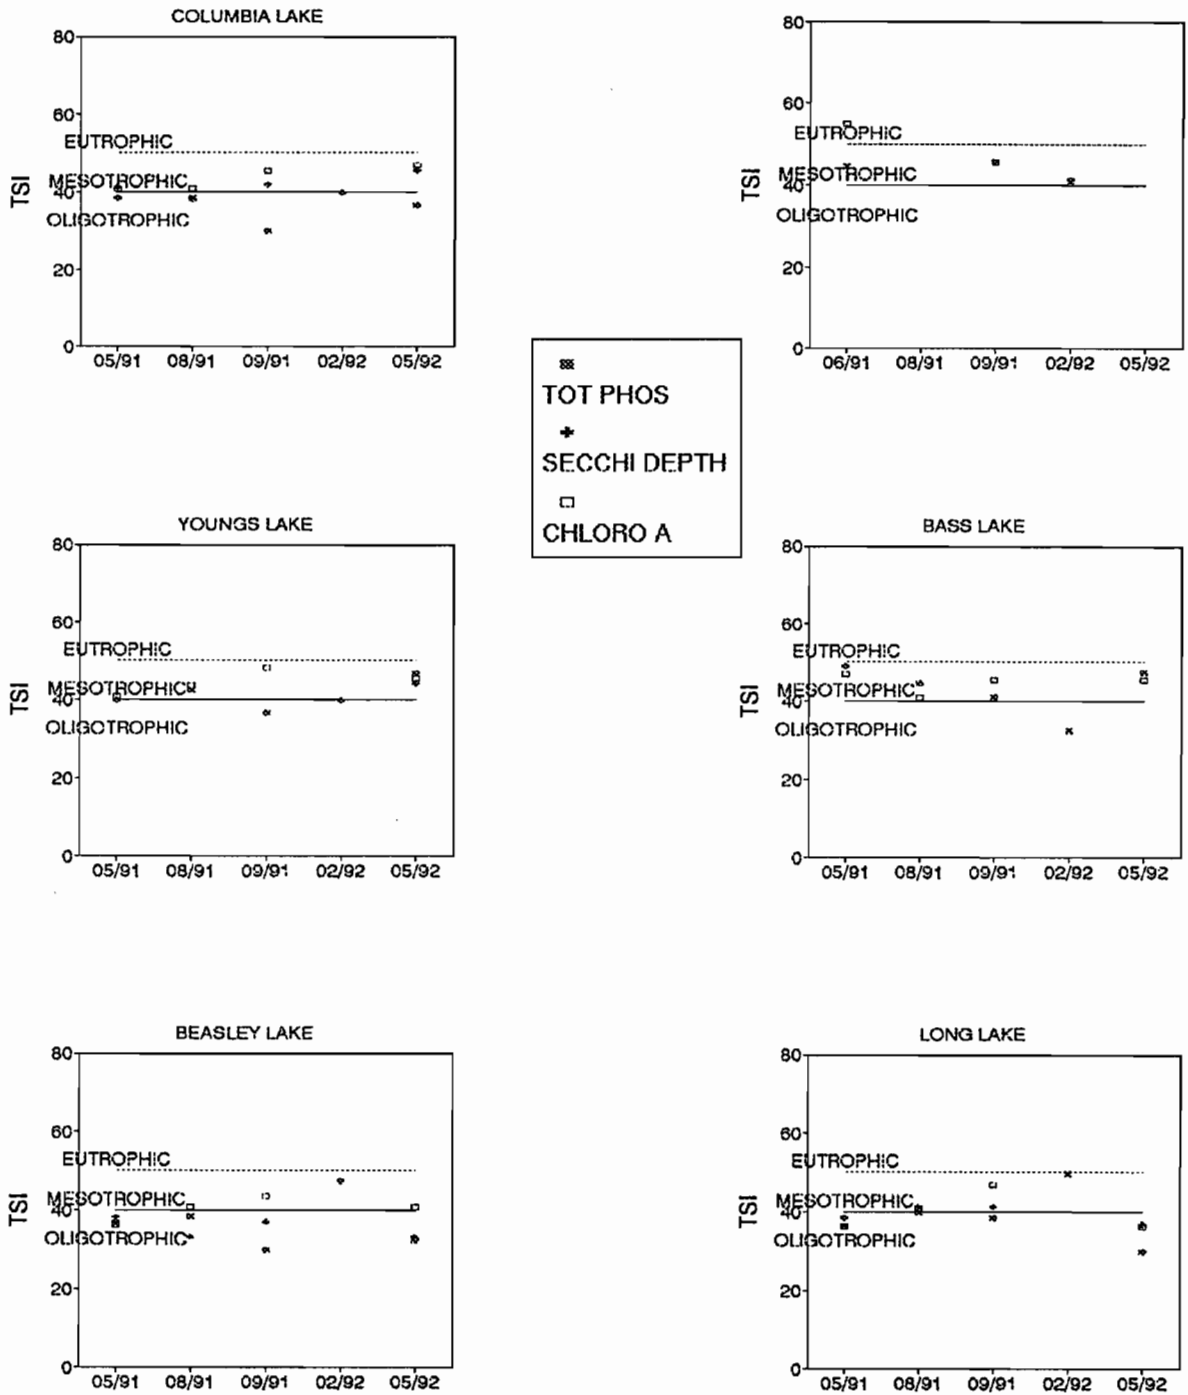 COLUMBIA LAKE
80
60
EUTROPHIC
MESOTROPHIC
40
OLIGOTROPHIC
20
0
TSI
05/91 08/91 09/91 02/92 05/92
80
60
EUTROPHIC
MESOTROPHIC
40
OLIGOTROPHIC
20
0
TSI
06/91 08/91 09/91 02/92 05/92
TOT PHOS
SECCHI DEPTH
CHLORO A
YOUNGS LAKE
80
60
EUTROPHIC
MESOTROPHIC
40
OLIGOTROPHIC
20
0
TSI
05/91 08/91 09/91 02/92 05/92
BASS LAKE
80
60
EUTROPHIC
MESOTROPHIC
40
OLIGOTROPHIC
20
0
TSI
05/91 08/91 09/91 02/92 05/92
BEASLEY LAKE
80
60
EUTROPHIC
MESOTROPHIC
40
OLIGOTROPHIC
20
0
TSI
05/91 08/91 09/91 02/92 05/92
LONG LAKE
80
60
EUTROPHIC
MESOTROPHIC
40
OLIGOTROPHIC
20
0
TSI
05/91 08/91 09/91 02/92 05/92